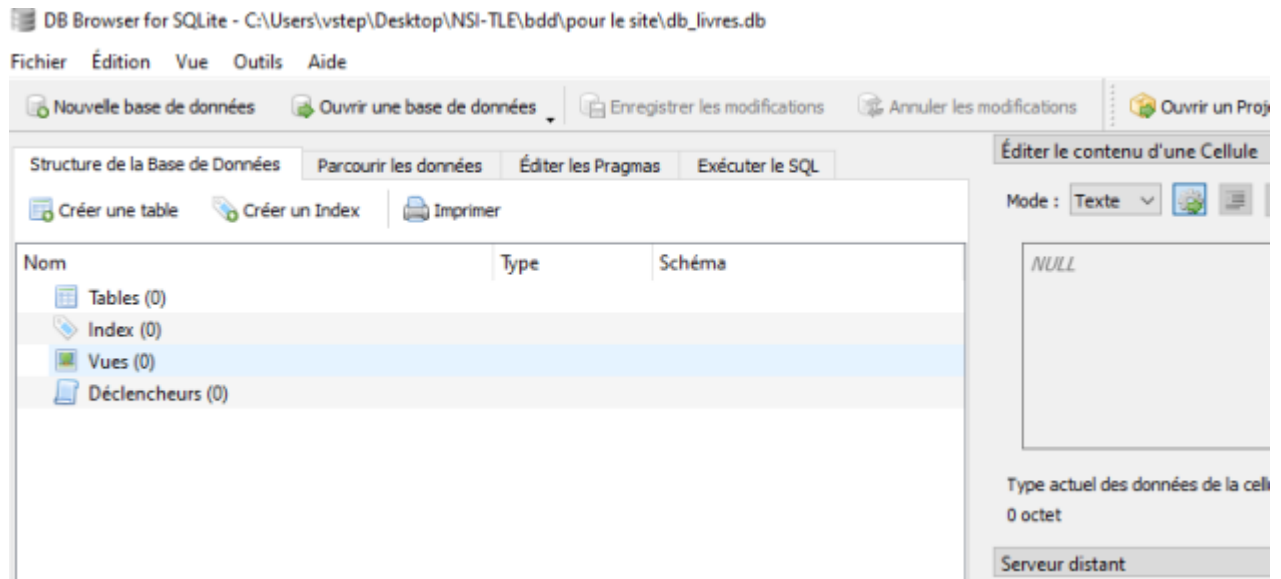 DB Browser for SQLite - C:\Users\vstep\Desktop\NSI-TLE\bdd\pour le site\db_livres.db
Fichier Édition Vue Outils Aide
Nouvelle base de données Ouvrir une base de données Enregistrer les modifications Annuler les modifications Ouvrir un Proje
Structure de la Base de Données Parcourir les données Éditer les Pragmas Exécuter le SQL
Éditer le contenu d'une Cellule
Créer une table Créer un Index Imprimer
Mode : Texte
Nom Type Schéma
NULL
Tables (0)
Index (0)
Vues (0)
Déclencheurs (0)
Type actuel des données de la cell
0 octet
Serveur distant